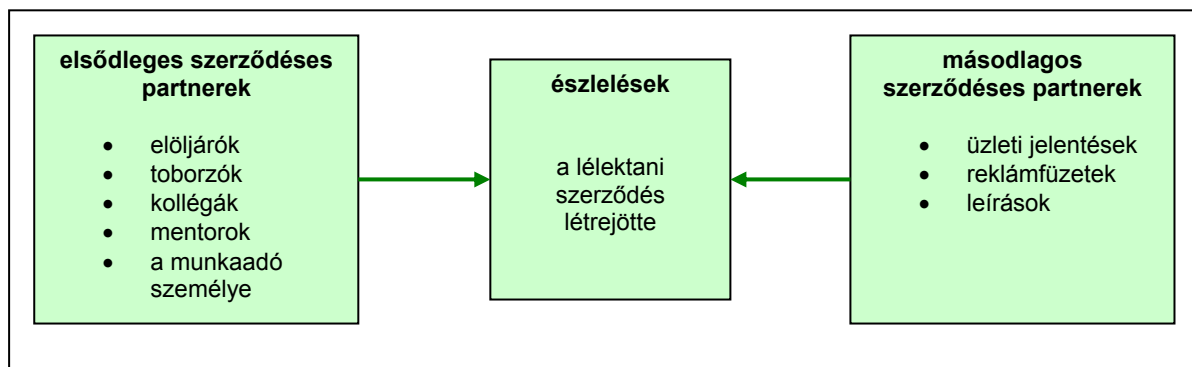 elsődleges szerződéses
partnerek
• elöljárók
• toborzók
• kollégák
• mentorok
• a munkaadó
személye
észlelések
a lélektani
szerződés
létrejötte
másodlagos
szerződéses partnerek
• üzleti jelentések
• reklámfüzetek
• leírások